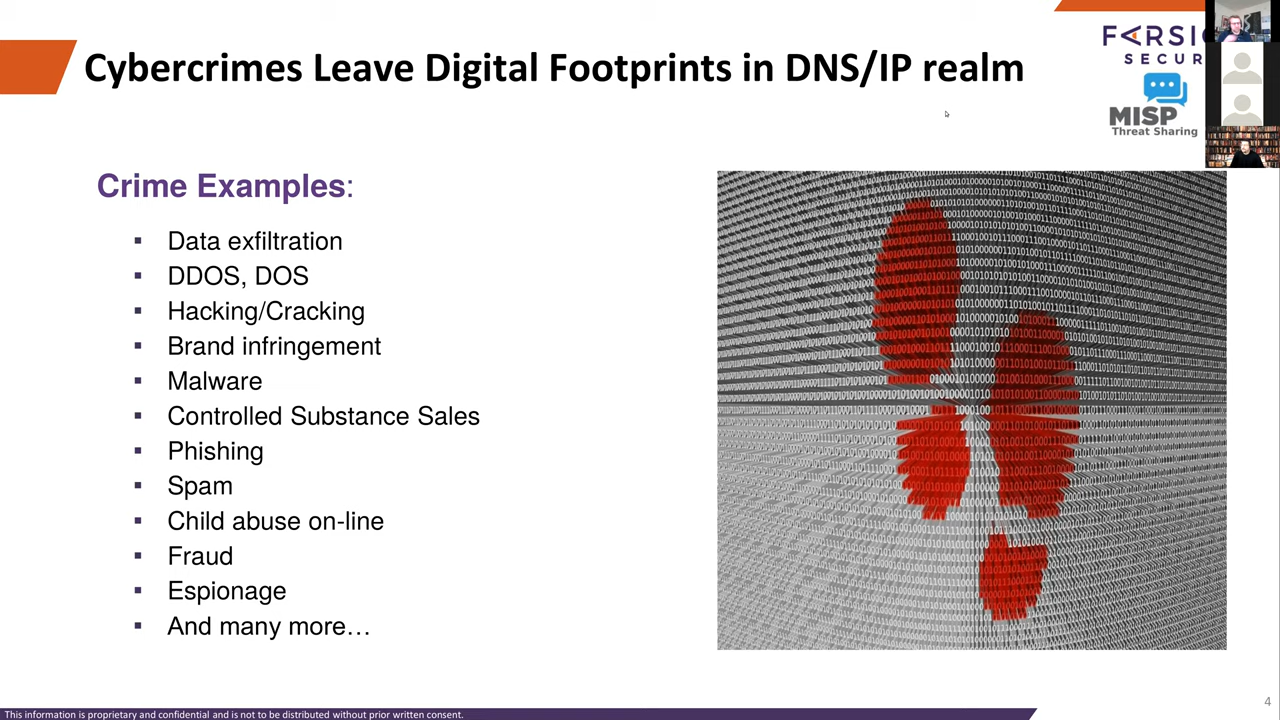 Cybercrimes Leave Digital Footprints in DNS/IP realm
FARSIG
SECUR
MISP
Threat Sharing
Crime Examples:
▪ Data exfiltration
▪ DDOS, DOS
▪ Hacking/Cracking
▪ Brand infringement
▪ Malware
▪ Controlled Substance Sales
▪ Phishing
▪ Spam
▪ Child abuse on-line
▪ Fraud
▪ Espionage
▪ And many more…
4
This information is proprietary and confidential and is not to be distributed without prior written consent.